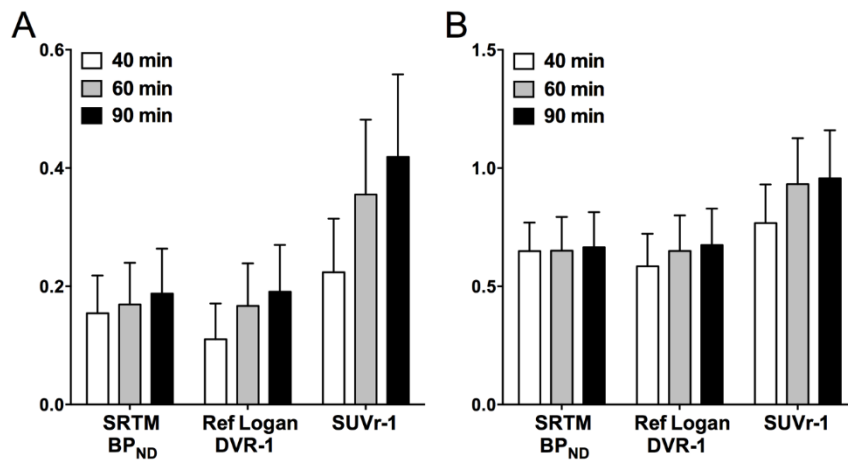 A
0.6
0.4
0.2
0.0
40 min
60 min
90 min
SRTM
BPND
Ref Logan
DVR-1
SUVr-1
B
1.5
1.0
0.5
0.0
40 min
60 min
90 min
SRTM
BPND
Ref Logan
DVR-1
SUVr-1